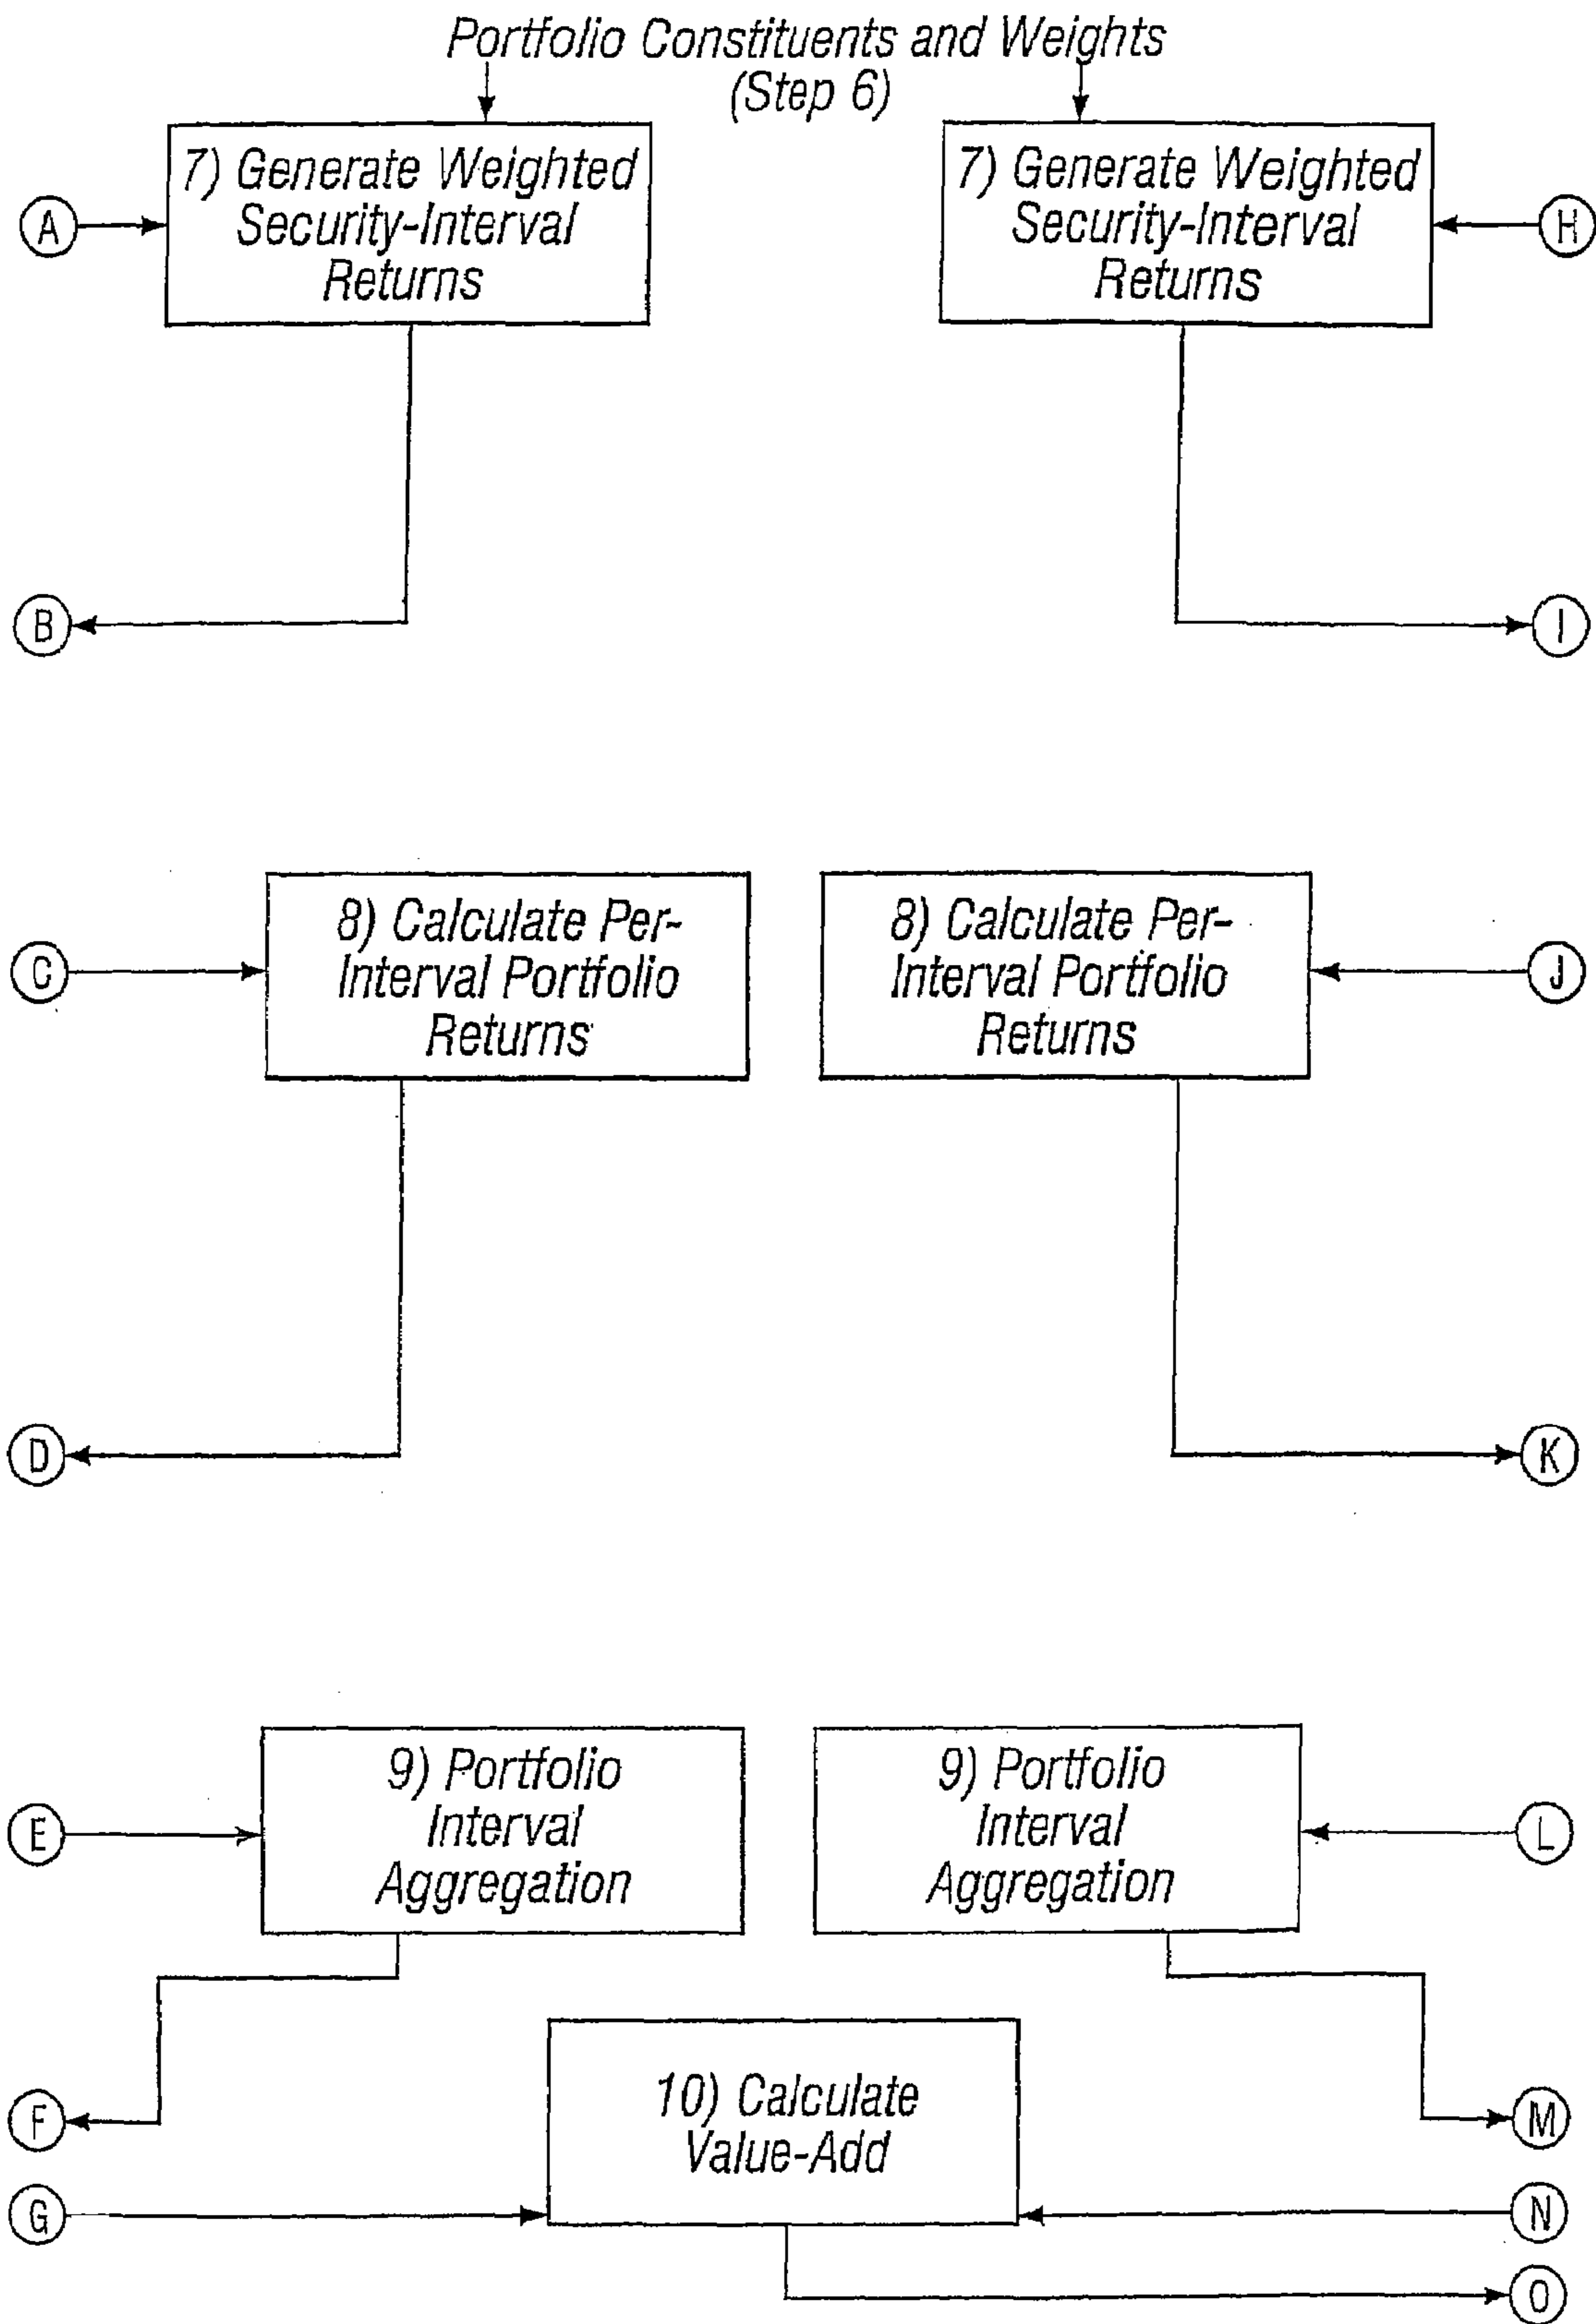 Portfolio Constituents and Weights
(Step 6)
7) Generate Weighted
Security-Interval
Returns
7) Generate Weighted
Security-Interval
Returns
A
H
B
I
8) Calculate Per-
Interval Portfolio
Returns
8) Calculate Per-
Interval Portfolio
Returns
C
J
D
K
9) Portfolio
Interval
Aggregation
9) Portfolio
Interval
Aggregation
E
L
F
M
10) Calculate
Value-Add
G
N
O